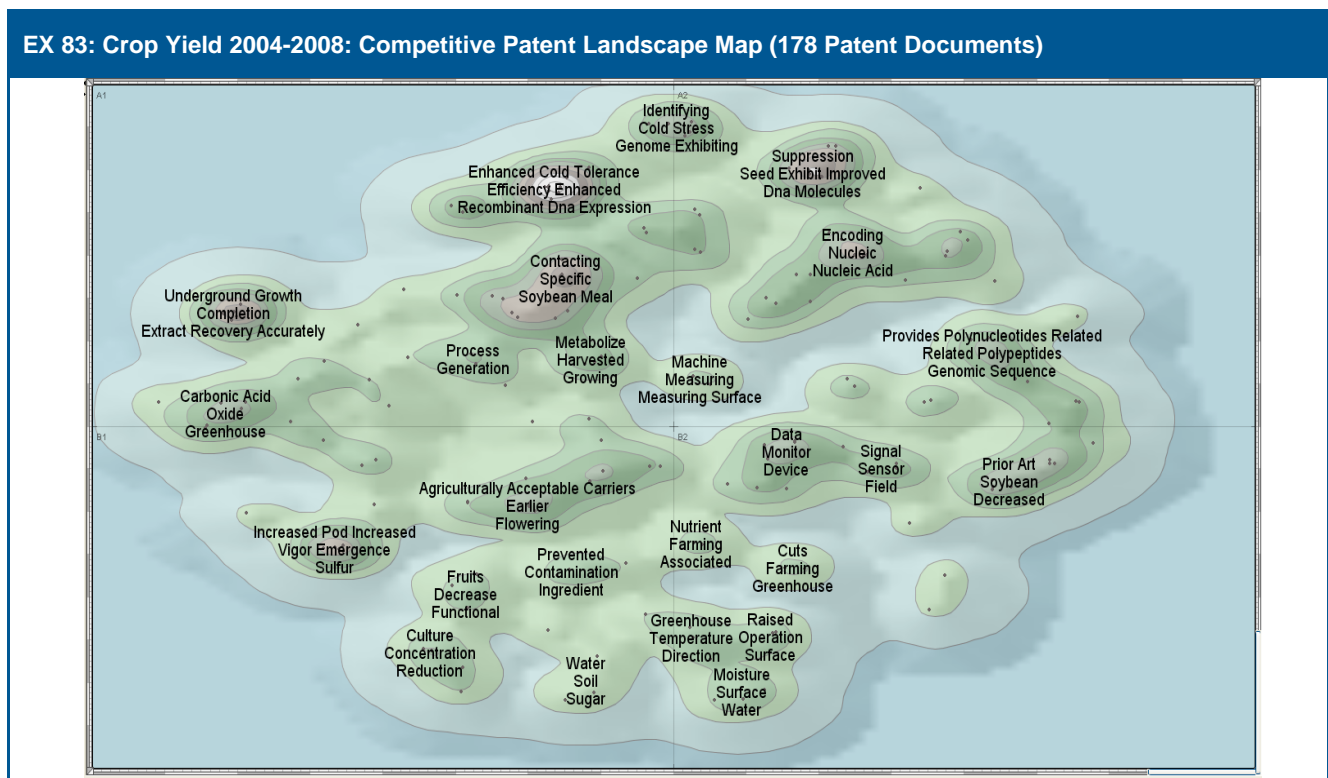 EX 83: Crop Yield 2004-2008: Competitive Patent Landscape Map (178 Patent Documents)
A1
A2
Identifying
Cold Stress
Genome Exhibiting
Suppression
Seed Exhibit Improved
Dna Molecules
Enhanced Cold Tolerance
Efficiency Enhanced
Recombinant Dna Expression
Encoding
Nucleic
Nucleic Acid
Contacting
Specific
Soybean Meal
Underground Growth
Completion
Extract Recovery Accurately
Provides Polynucleotides Related
Related Polypeptides
Genomic Sequence
Process
Generation
Metabolize
Harvested
Growing
Machine
Measuring
Measuring Surface
Carbonic Acid
Oxide
Greenhouse
B1
B2
Data
Monitor
Device
Signal
Sensor
Field
Prior Art
Soybean
Decreased
Agriculturally Acceptable Carriers
Earlier
Flowering
Increased Pod Increased
Vigor Emergence
Sulfur
Nutrient
Farming
Associated
Cuts
Farming
Greenhouse
Prevented
Contamination
Ingredient
Fruits
Decrease
Functional
Greenhouse
Temperature
Direction
Raised
Operation
Surface
Culture
Concentration
Reduction
Water
Soil
Sugar
Moisture
Surface
Water